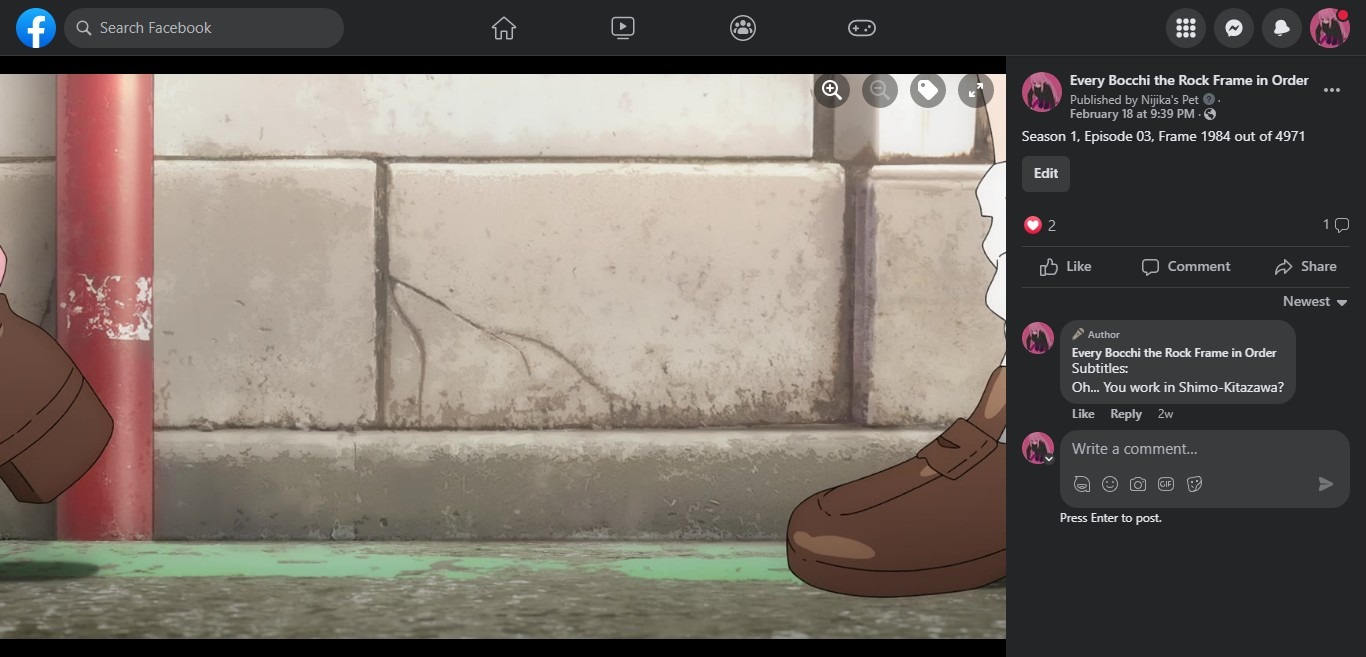 Search Facebook
Every Bocchi the Rock Frame in Order
Published by Nijika's Pet ·
February 18 at 9:39 PM ·
Season 1, Episode 03, Frame 1984 out of 4971
Edit
2
1
Like Comment Share
Newest
Author
Every Bocchi the Rock Frame in Order
Subtitles:
Oh... You work in Shimo-Kitazawa?
Like Reply 2w
Write a comment...
GIF
Press Enter to post.